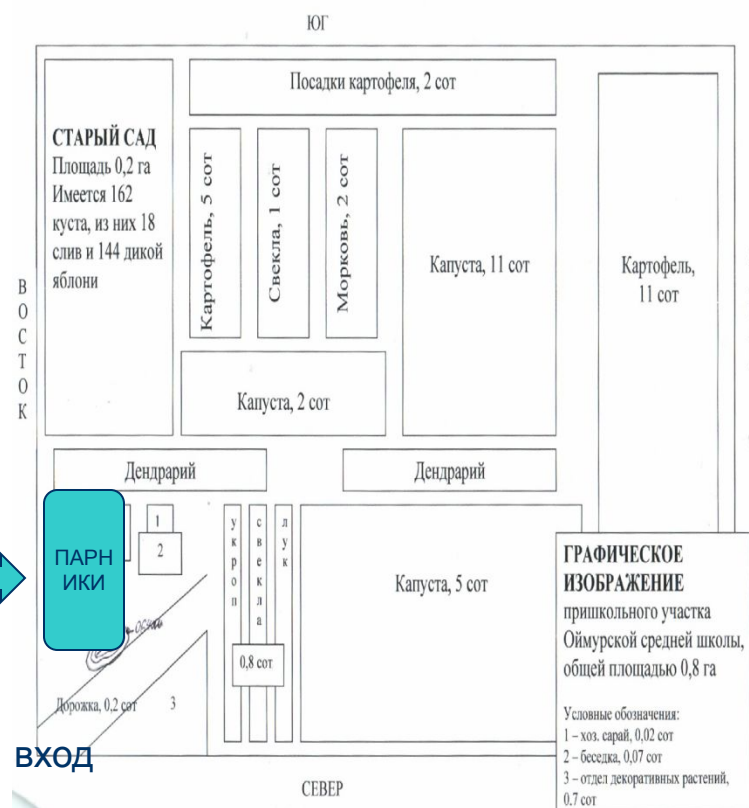 ЮГ
Посадки картофеля, 2 сот
СТАРЫЙ САД
Площадь 0,2 га
Имеется 162
куста, из них 18
слив и 144 дикой
яблони
Картофель, 5 сот
Свекла, 1 сот
Морковь, 2 сот
Капуста, 11 сот
Картофель,
11 сот
ВОСТОК
Капуста, 2 сот
Дендрарий
Дендрарий
ПАРН
ИКИ
1
2
укроп
свекла
лук
0,8 сот
Капуста, 5 сот
Дорожка, 0,2 сот
3
ВХОД
СЕВЕР
ГРАФИЧЕСКОЕ
ИЗОБРАЖЕНИЕ
пришкольного участка
Оймурской средней школы,
общей площадью 0,8 га
Условные обозначения:
1 – хоз. сарай, 0,02 сот
2 – беседка, 0,07 сот
3 – отдел декоративных растений,
0.7 сот